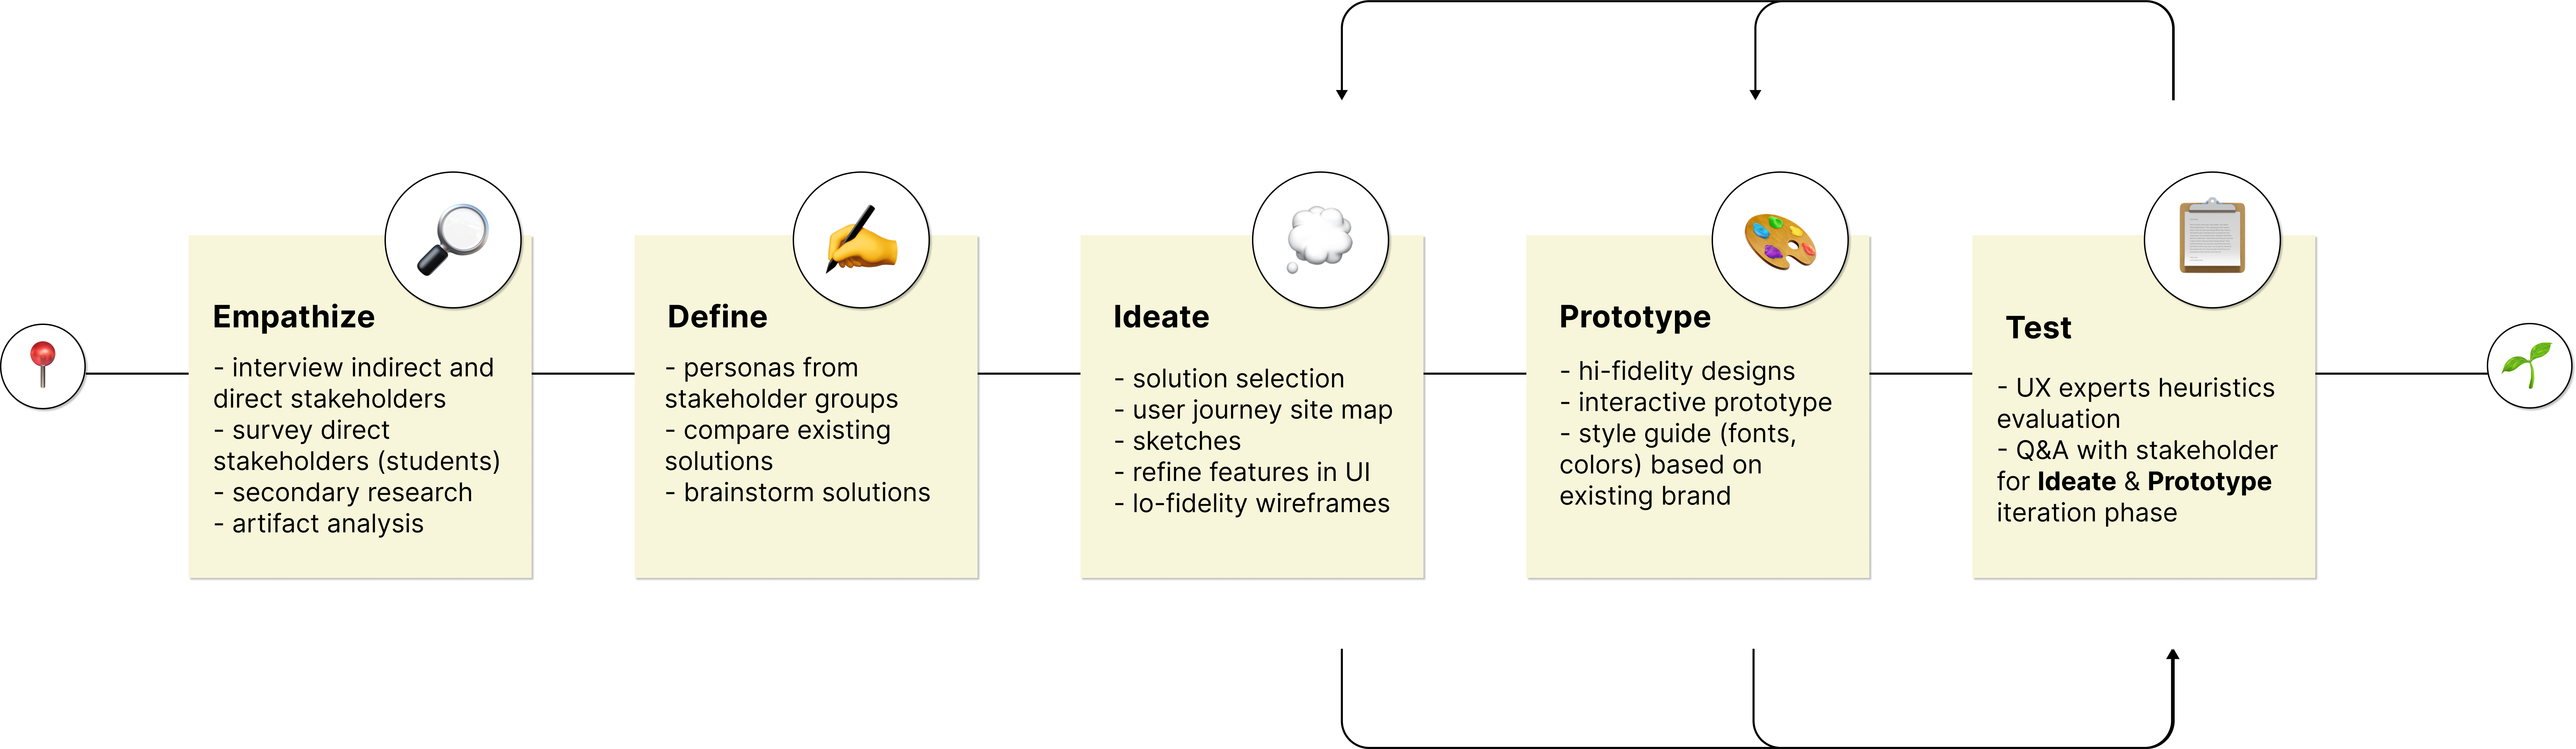 Empathize
- interview indirect and
direct stakeholders
- survey direct
stakeholders (students)
- secondary research
- artifact analysis
Define
- personas from
stakeholder groups
- compare existing
solutions
- brainstorm solutions
Ideate
- solution selection
- user journey site map
- sketches
- refine features in UI
- lo-fidelity wireframes
Prototype
- hi-fidelity designs
- interactive prototype
- style guide (fonts,
colors) based on
existing brand
Test
- UX experts heuristics
evaluation
- Q&A with stakeholder
for Ideate & Prototype
iteration phase